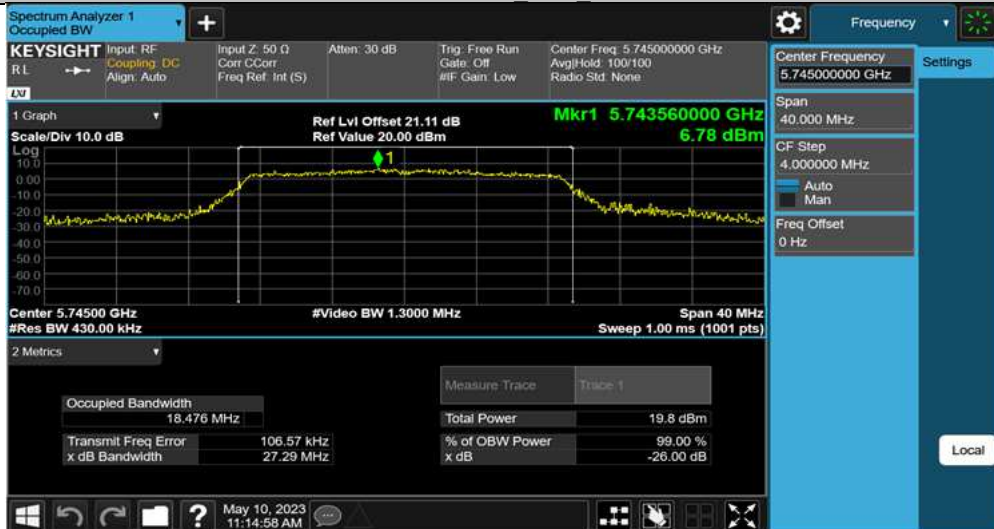 Spectrum Analyzer 1
Occupied BW
Frequency
KEYSIGHT
RL
LXI
Input: RF
Coupling: DC
Align: Auto
Input Z: 50 Ω
Corr CCorr
Freq Ref: Int (S)
Atten: 30 dB
Trig: Free Run
Gate: Off
#IF Gain: Low
Center Freq: 5.745000000 GHz
Avg|Hold: 100/100
Radio Std: None
Center Frequency
5.745000000 GHz
Settings
Span
40.000 MHz
CF Step
4.000000 MHz
Auto
Man
Freq Offset
0 Hz
1 Graph
Scale/Div 10.0 dB
Ref Lvl Offset 21.11 dB
Ref Value 20.00 dBm
Mkr1 5.743560000 GHz
6.78 dBm
Log
10.0
0.00
-10.0
-20.0
-30.0
-40.0
-50.0
-60.0
-70.0
1
Center 5.74500 GHz
#Res BW 430.00 kHz
#Video BW 1.3000 MHz
Span 40 MHz
Sweep 1.00 ms (1001 pts)
2 Metrics
Measure Trace
Trace 1
Occupied Bandwidth
18.476 MHz
Total Power
19.8 dBm
Transmit Freq Error
106.57 kHz
% of OBW Power
99.00 %
x dB Bandwidth
27.29 MHz
x dB
-26.00 dB
Local
?
May 10, 2023
11:14:58 AM